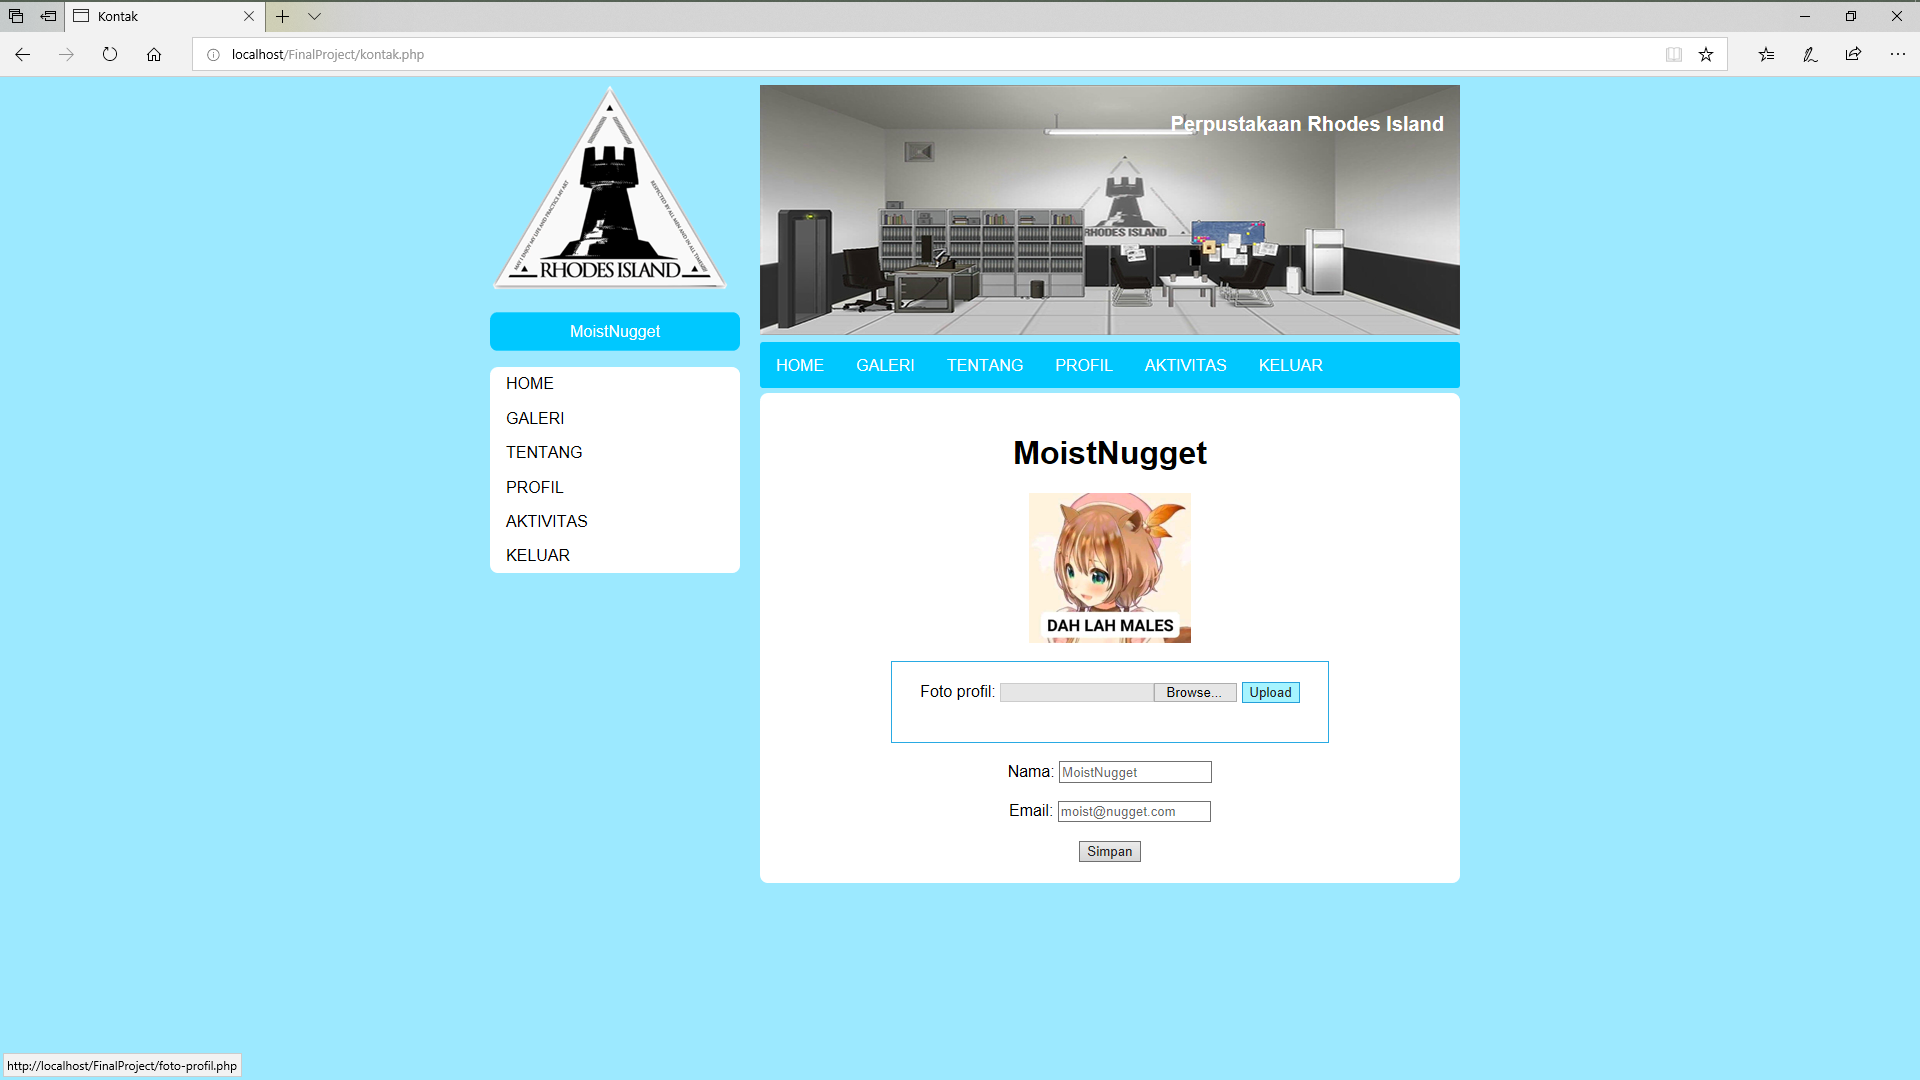 Kontak
localhost/FinalProject/kontak.php
RHODES ISLAND
Perpustakaan Rhodes Island
RHODES ISLAND
MoistNugget
HOME
GALERI
TENTANG
PROFIL
AKTIVITAS
KELUAR
HOME GALERI TENTANG PROFIL AKTIVITAS KELUAR
MoistNugget
DAH LAH MALES
Foto profil: Browse... Upload
Nama: MoistNugget
Email: moist@nugget.com
Simpan
http://localhost/FinalProject/foto-profil.php